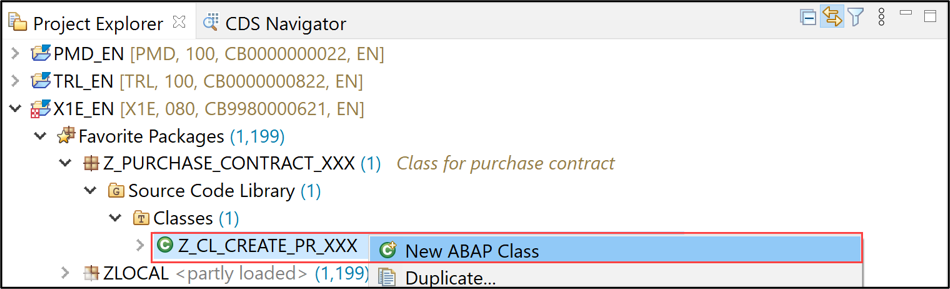 Project Explorer CDS Navigator
PMD_EN [PMD, 100, CB0000000022, EN]
TRL_EN [TRL, 100, CB0000000822, EN]
X1E_EN [X1E, 080, CB9980000621, EN]
Favorite Packages (1,199)
Z_PURCHASE_CONTRACT_XXX (1) Class for purchase contract
Source Code Library (1)
Classes (1)
Z_CL_CREATE_PR_XXX New ABAP Class
ZLOCAL <partly loaded> (1,199) Duplicate...